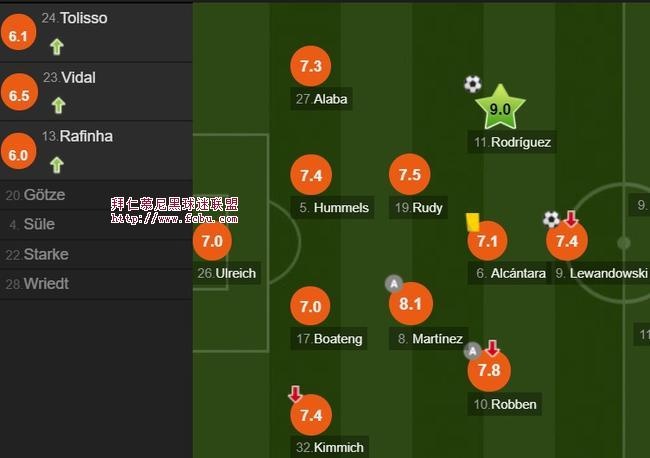 6.1
24.Tolisso
6.5
23.Vidal
6.0
13.Rafinha
20.Götze
4. Süle
22.Starke
28.Wriedt
拜仁慕尼黑球迷联盟
http://www.fcbu.com
7.3
27.Alaba
9.0
11.Rodríguez
7.4
5. Hummels
7.5
19.Rudy
9.
7.0
26.Ulreich
7.1
6. Alcántara
7.4
9. Lewandowski
7.0
17.Boateng
A
8.1
8. Martínez
11
A
7.8
10.Robben
7.4
32.Kimmich